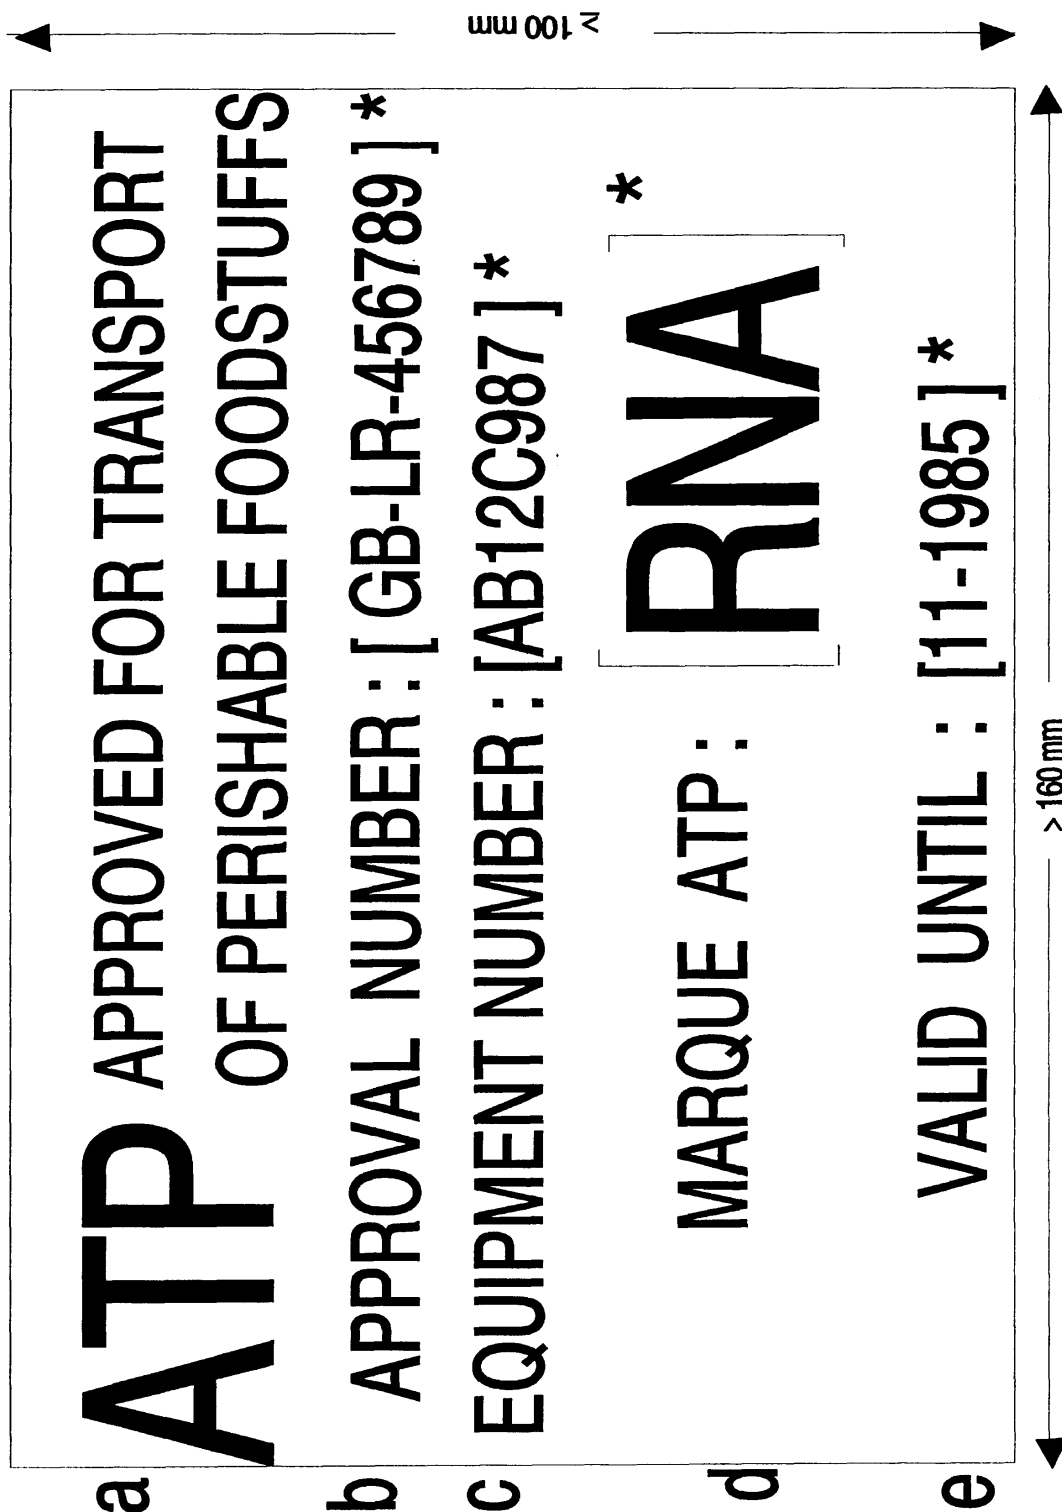 ≥ 100 mm
a ATP APPROVED FOR TRANSPORT
OF PERISHABLE FOODSTUFFS
b APPROVAL NUMBER : [ GB-LR-456789 ] *
c EQUIPMENT NUMBER : [AB12C987 ] *
d MARQUE ATP : [RNA] *
e VALID UNTIL : [11-1985 ] *
> 160 mm